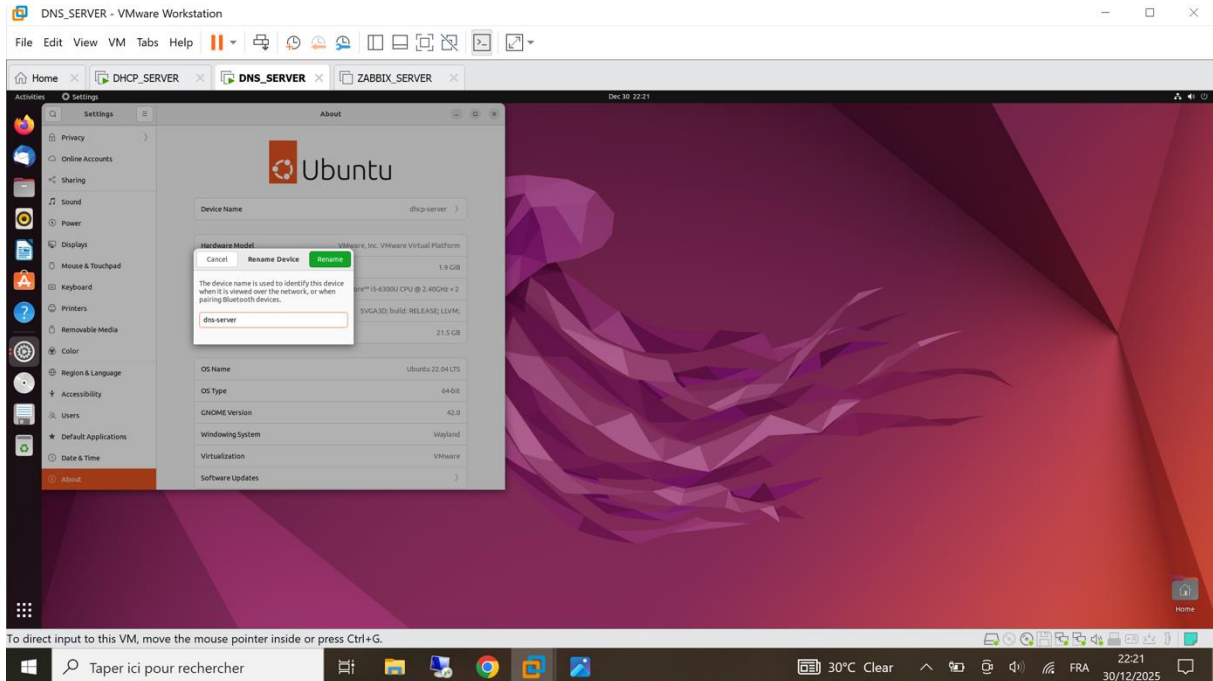 DNS_SERVER - VMware Workstation
File Edit View VM Tabs Help
Home DHCP_SERVER DNS_SERVER ZABBIX_SERVER
Activities Settings Dec 30 22:21
Settings About
Privacy
Online Accounts
Sharing
Sound
Power
Displays
Mouse & Touchpad
Keyboard
Printers
Removable Media
Color
Region & Language
Accessibility
Users
Default Applications
Date & Time
About
Ubuntu
Device Name dhcp-server
Hardware Model VMware, Inc. VMware Virtual Platform
1.9 GiB
i5-6300U CPU @ 2.40GHz × 2
SVGA3D; build: RELEASE; LLVM;
21.5 GB
Cancel Rename Device Rename
The device name is used to identify this device
when it is viewed over the network, or when
pairing Bluetooth devices.
dns-server
OS Name Ubuntu 22.04 LTS
OS Type 64-bit
GNOME Version 42.0
Windowing System Wayland
Virtualization VMware
Software Updates
Home
To direct input to this VM, move the mouse pointer inside or press Ctrl+G.
Taper ici pour rechercher
30°C Clear
FRA
22:21
30/12/2025